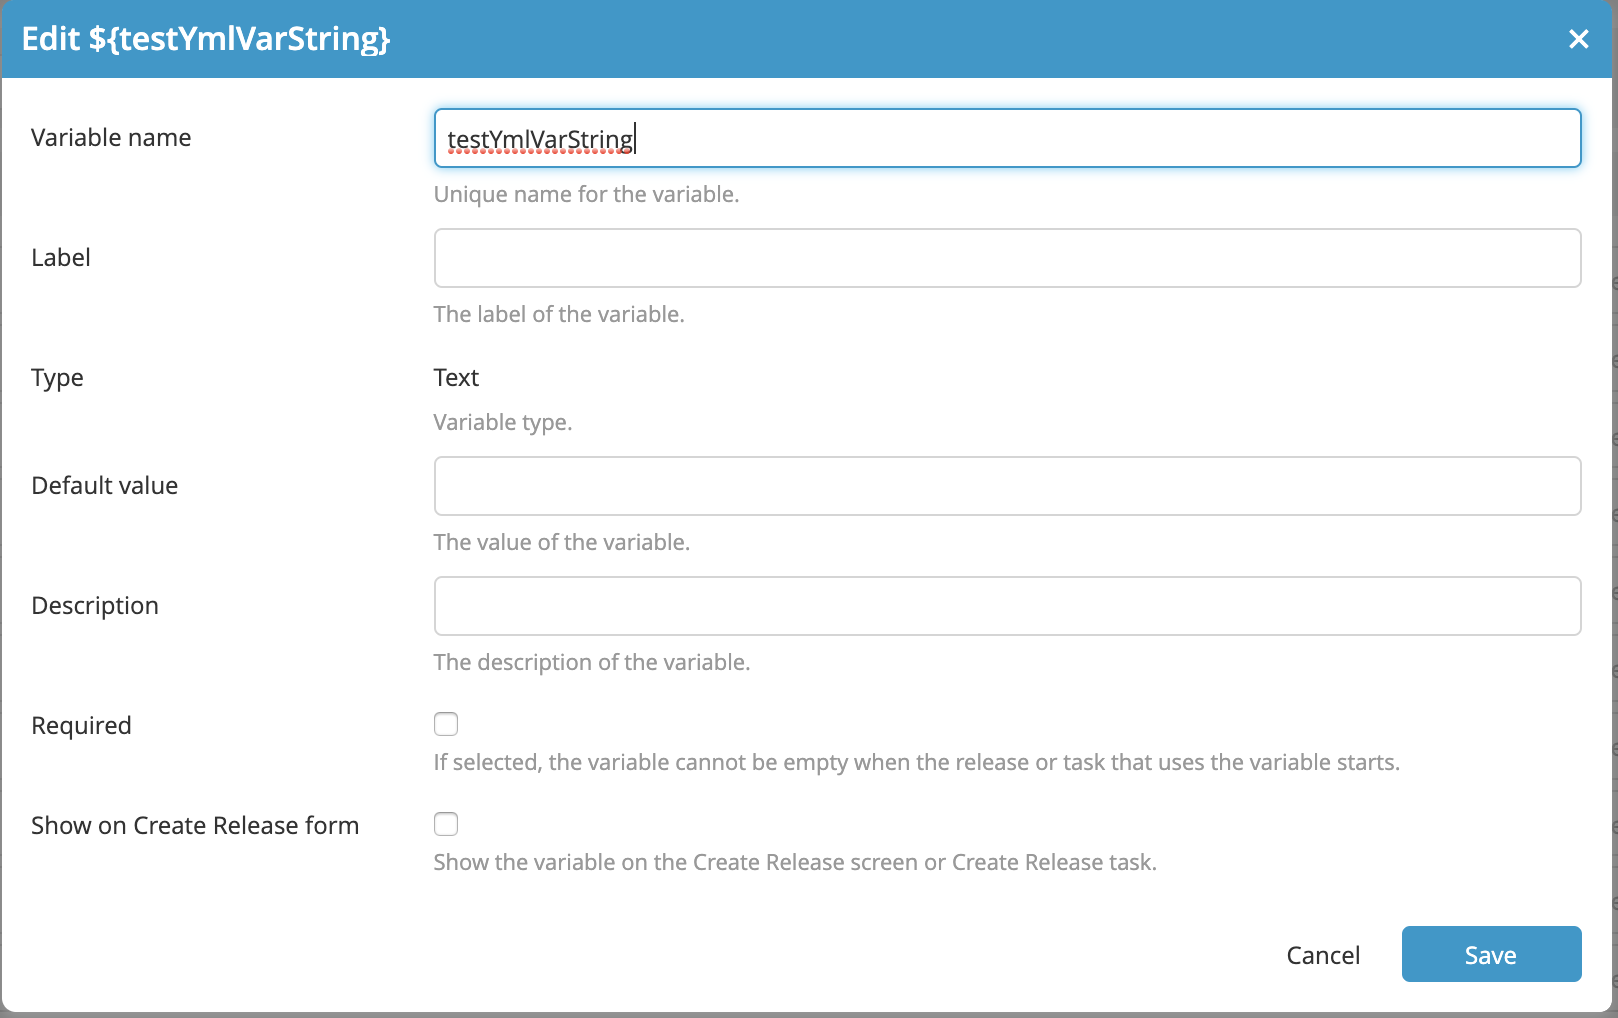 Edit ${testYmlVarString}
Variable name
testYmlVarString
Unique name for the variable.
Label
The label of the variable.
Type
Text
Variable type.
Default value
The value of the variable.
Description
The description of the variable.
Required
If selected, the variable cannot be empty when the release or task that uses the variable starts.
Show on Create Release form
Show the variable on the Create Release screen or Create Release task.
Cancel
Save